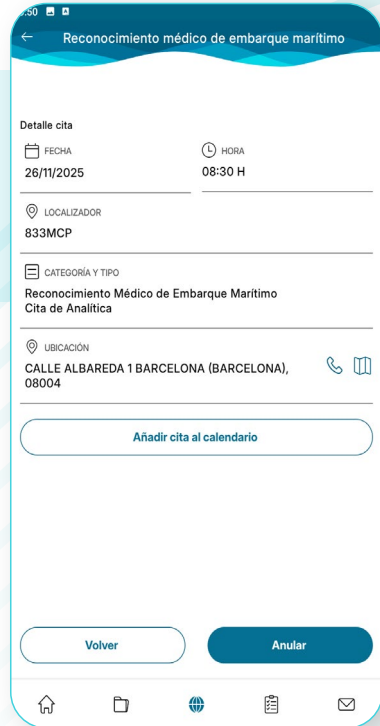 :50
Reconocimiento médico de embarque marítimo
Detalle cita
FECHA
26/11/2025
HORA
08:30 H
LOCALIZADOR
833MCP
CATEGORÍA Y TIPO
Reconocimiento Médico de Embarque Marítimo
Cita de Analítica
UBICACIÓN
CALLE ALBAREDA 1 BARCELONA (BARCELONA),
08004
Añadir cita al calendario
Volver
Anular